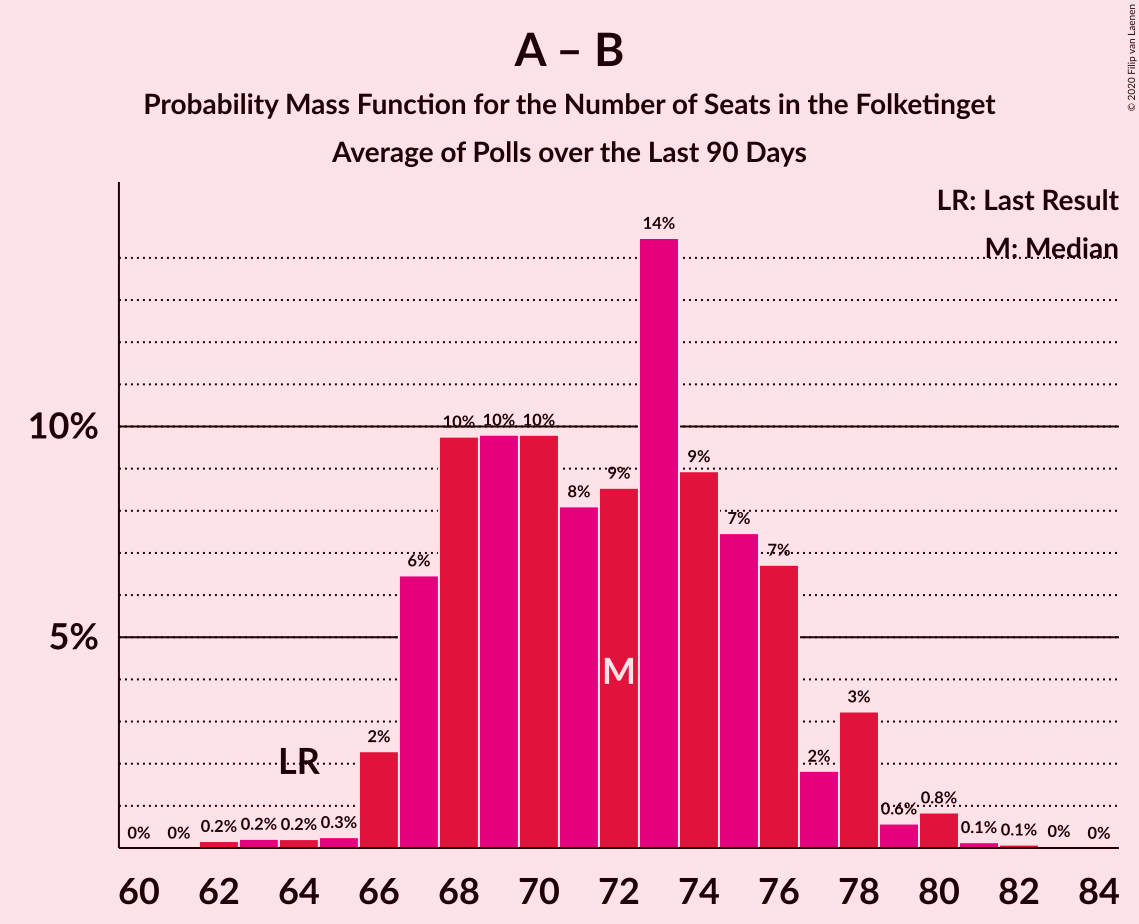 A – B
Probability Mass Function for the Number of Seats in the Folketinget
Average of Polls over the Last 90 Days
© 2020 Filip van Laenen
LR: Last Result
M: Median
14%
10% 10% 10%
10%
9%
9%
8%
7%
7%
6%
5%
M
3%
2%
LR
2%
0% 0% 0.2% 0.2% 0.2% 0.3% 0.6% 0.8% 0.1% 0.1% 0% 0%
60 62 64 66 68 70 72 74 76 78 80 82 84